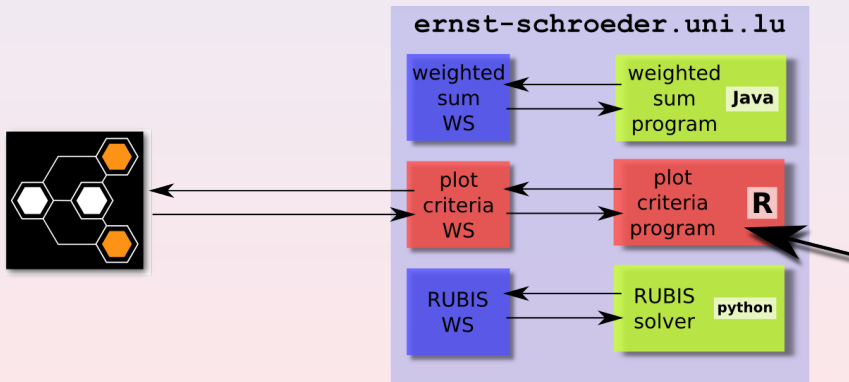 ernst-schroeder.uni.lu
weighted
sum
WS
weighted
sum
program
Java
plot
criteria
WS
plot
criteria
program
R
RUBIS
WS
RUBIS
solver
python